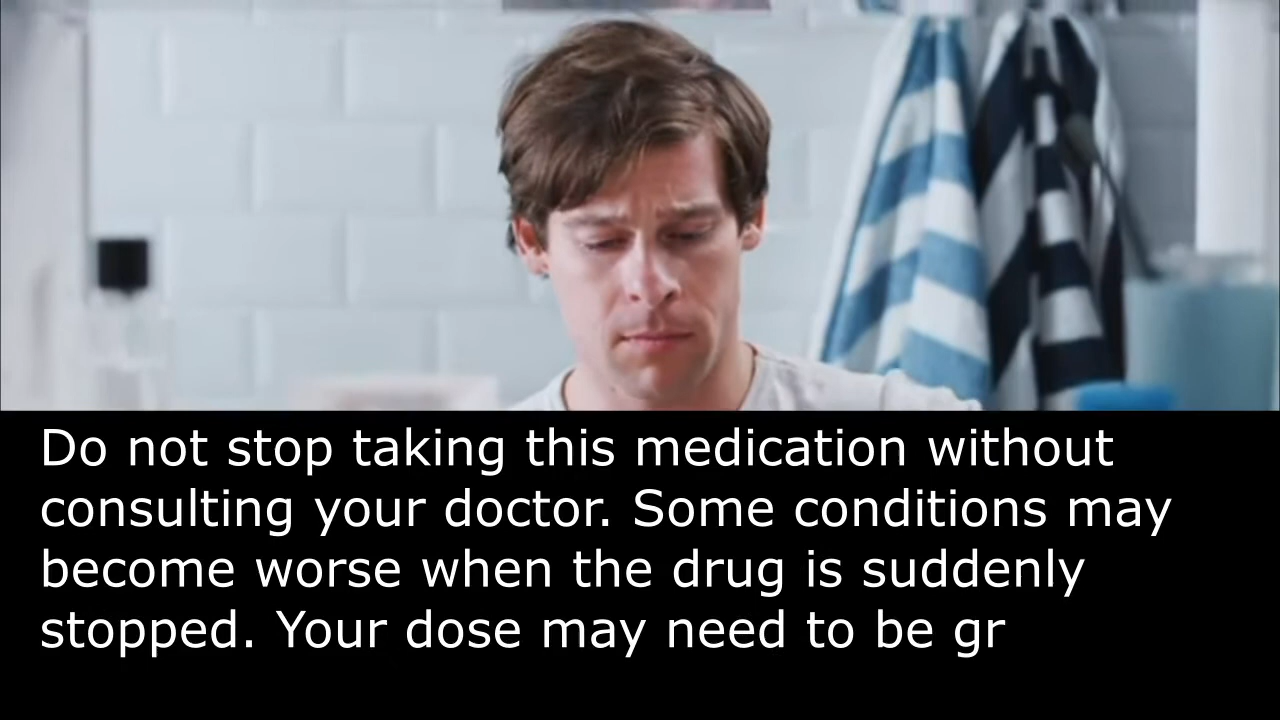 Do not stop taking this medication without
consulting your doctor. Some conditions may
become worse when the drug is suddenly
stopped. Your dose may need to be gr